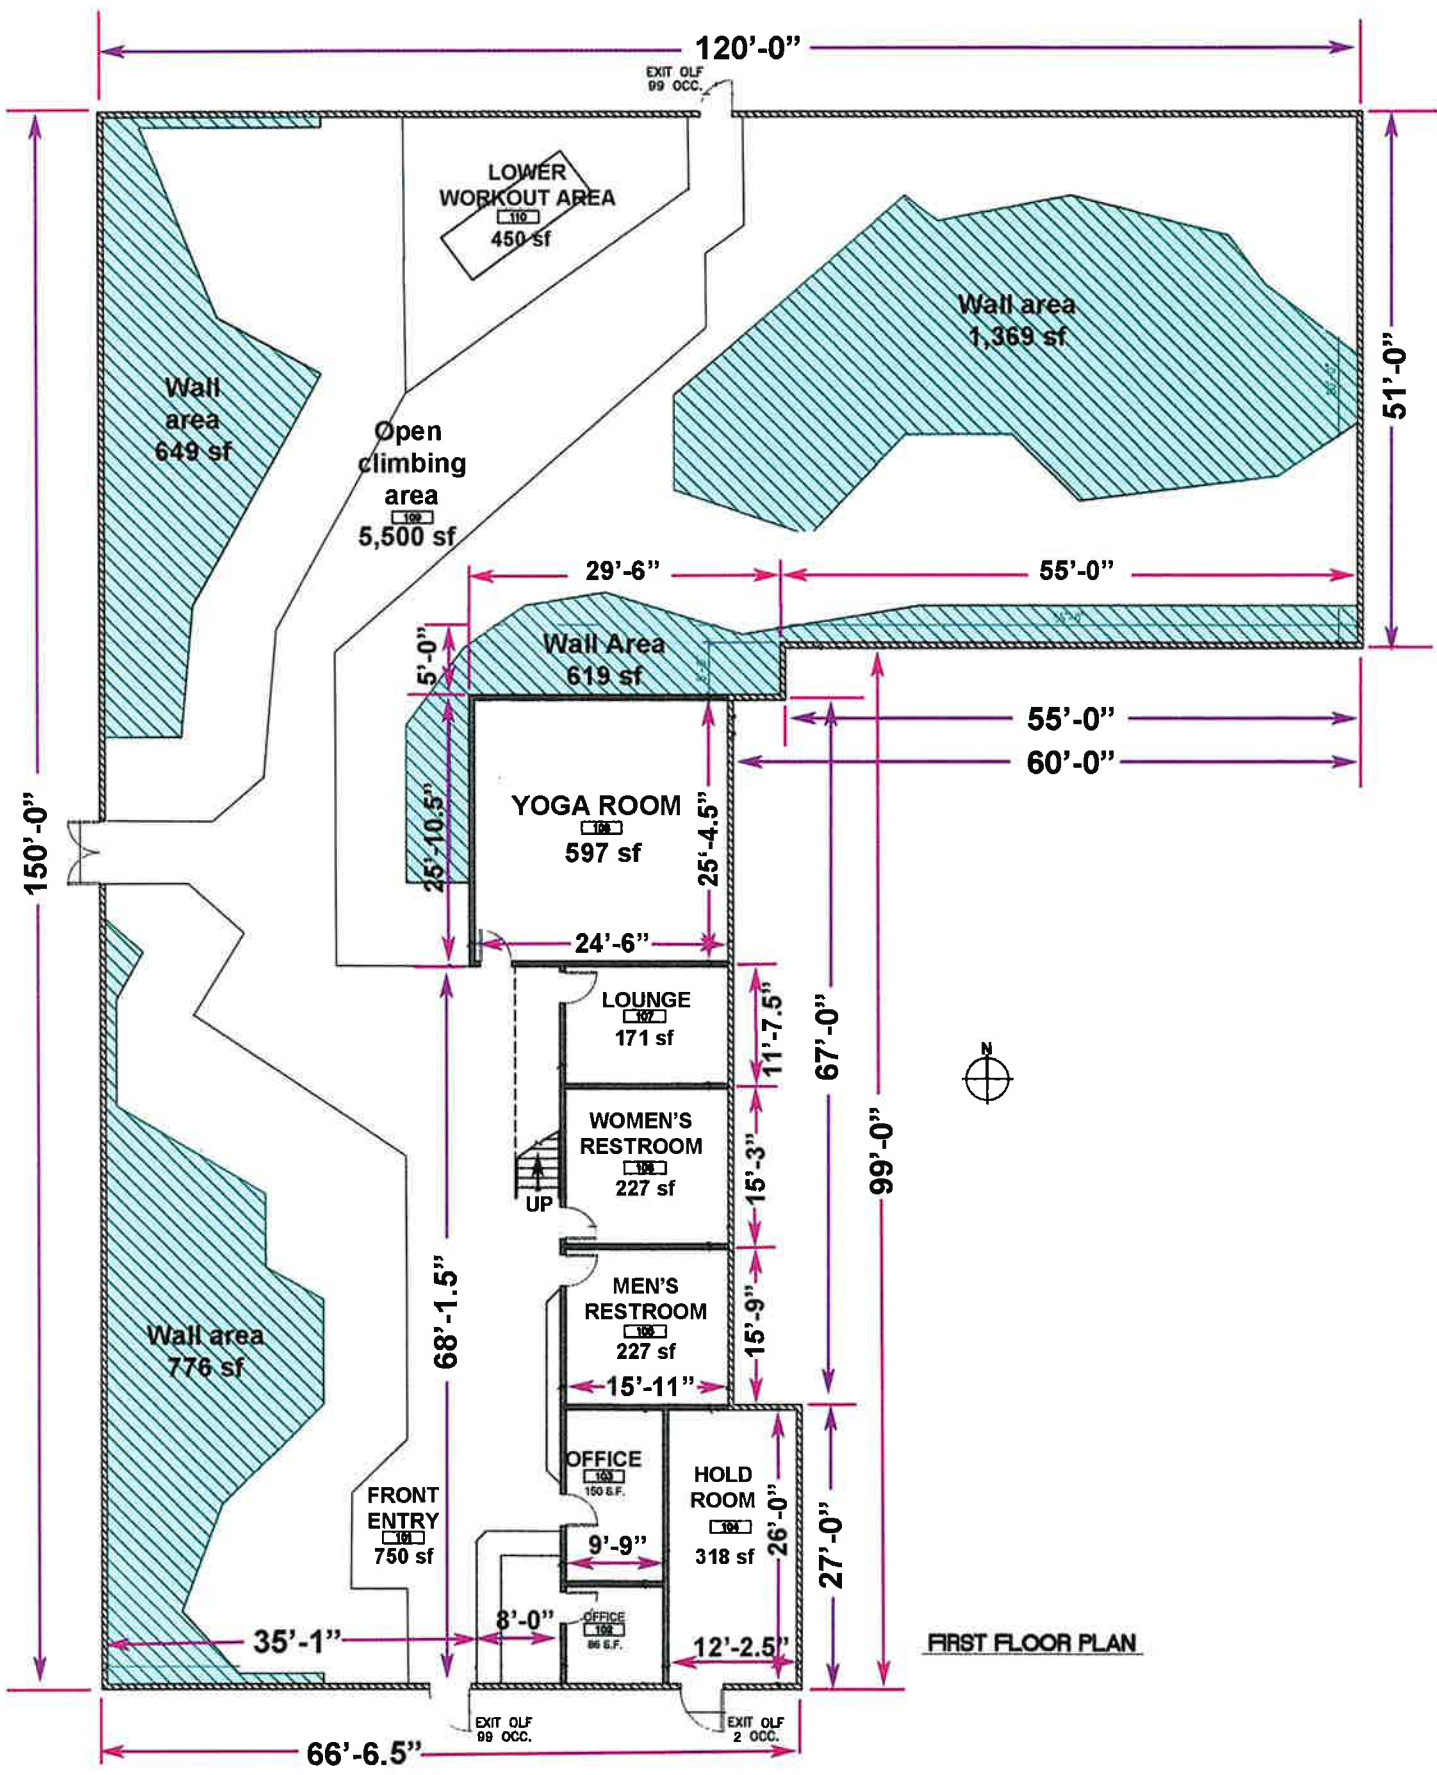 120'-0"
EXIT OLF
99 OCC.
LOWER
WORKOUT AREA
110
450 sf
Wall area
1,369 sf
51'-0"
Wall
area
649 sf
Open
climbing
area
109
5,500 sf
29'-6"
55'-0"
5'-0"
Wall Area
619 sf
55'-0"
60'-0"
150'-0"
25'-10.5"
YOGA ROOM
597 sf
25'-4.5"
24'-6"
LOUNGE
107
171 sf
11'-7.5"
67'-0"
N
WOMEN'S
RESTROOM
106
227 sf
15'-3"
99'-0"
UP
68'-1.5"
MEN'S
RESTROOM
105
227 sf
15'-9"
15'-11"
Wall area
776 sf
OFFICE
103
150 S.F.
HOLD
ROOM
104
318 sf
26'-0"
27'-0"
FRONT
ENTRY
101
750 sf
9'-9"
8'-0"
OFFICE
102
86 S.F.
35'-1"
12'-2.5"
FIRST FLOOR PLAN
EXIT OLF
99 OCC.
EXIT OLF
2 OCC.
66'-6.5"